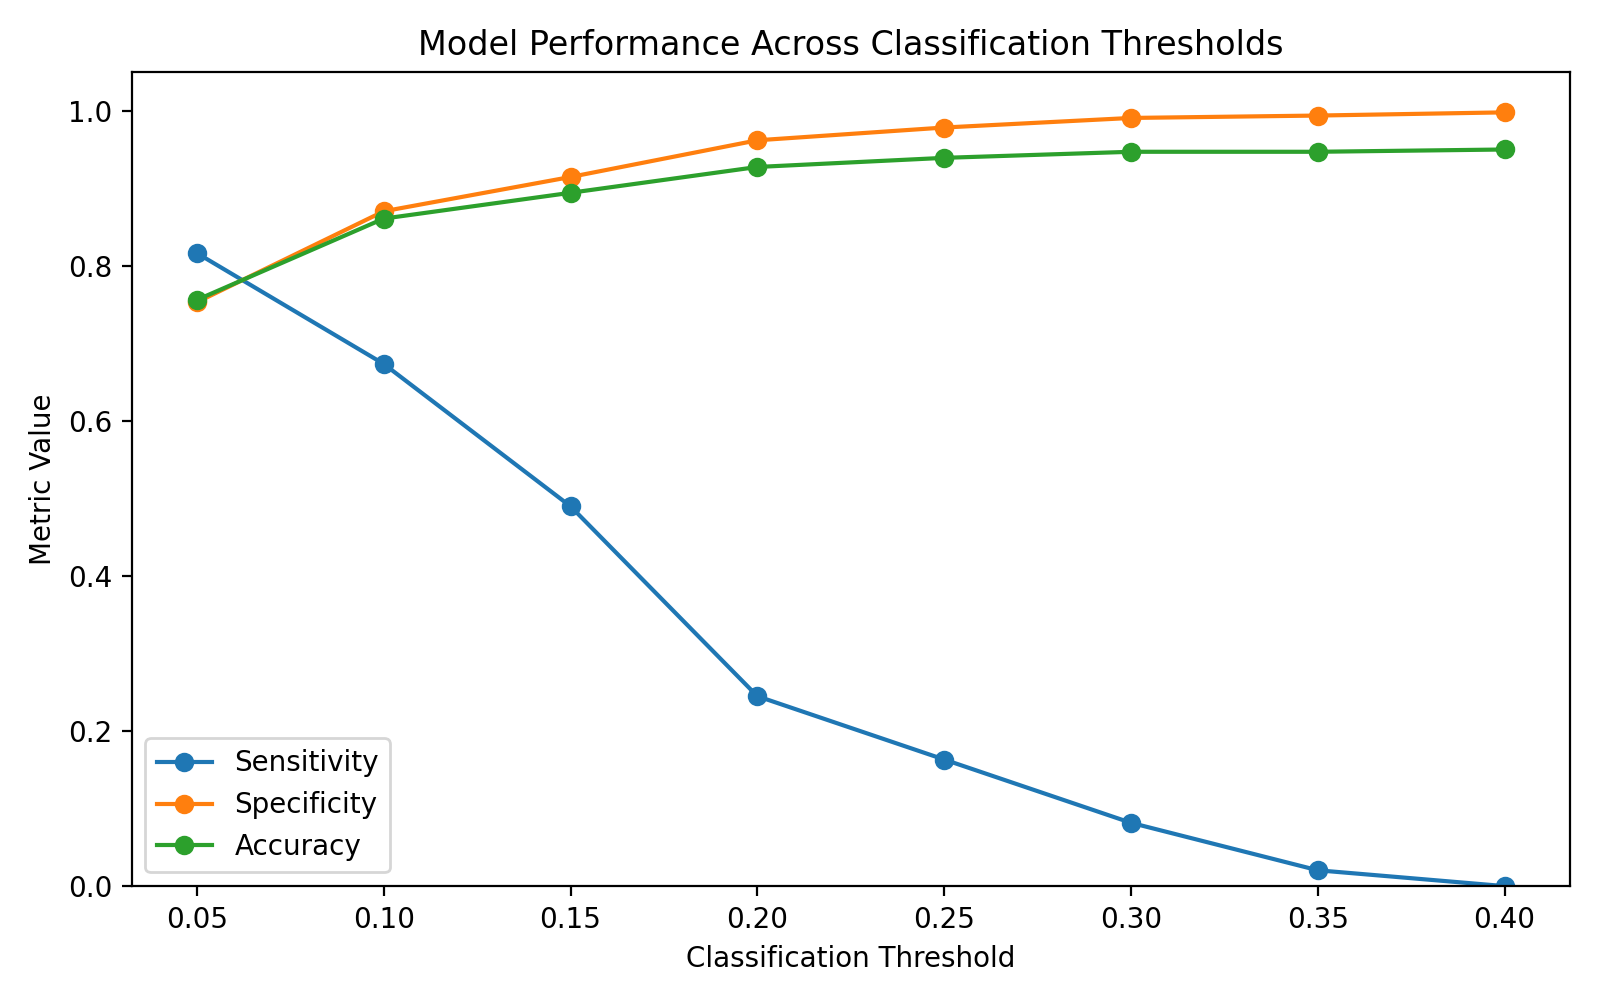 Model Performance Across Classification Thresholds
1.0
0.8
0.6
0.4
0.2
0.0
Metric Value
Sensitivity
Specificity
Accuracy
0.05 0.10 0.15 0.20 0.25 0.30 0.35 0.40
Classification Threshold